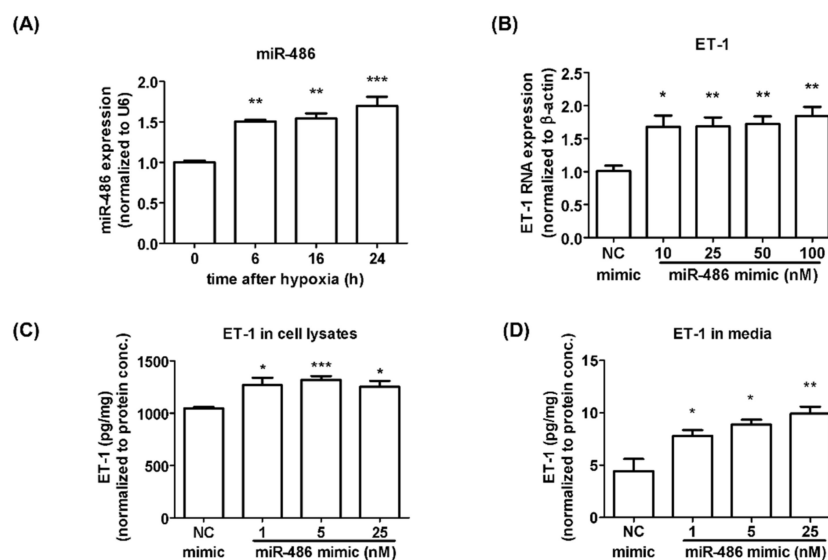 (A)
miR-486
miR-486 expression
(normalized to U6)
2.0
1.5
1.0
0.5
0.0
** ** ***
0 6 16 24
time after hypoxia (h)
(B)
ET-1
ET-1 RNA expression
(normalized to β-actin)
2.5
2.0
1.5
1.0
0.5
0.0
* ** ** **
NC 10 25 50 100
mimic miR-486 mimic (nM)
(C)
ET-1 in cell lysates
ET-1 (pg/mg)
(normalized to protein conc.)
1500
1000
500
0
* *** *
NC 1 5 25
mimic miR-486 mimic (nM)
(D)
ET-1 in media
ET-1 (pg/mg)
(normalized to protein conc.)
15
10
5
0
* * **
NC 1 5 25
mimic miR-486 mimic (nM)